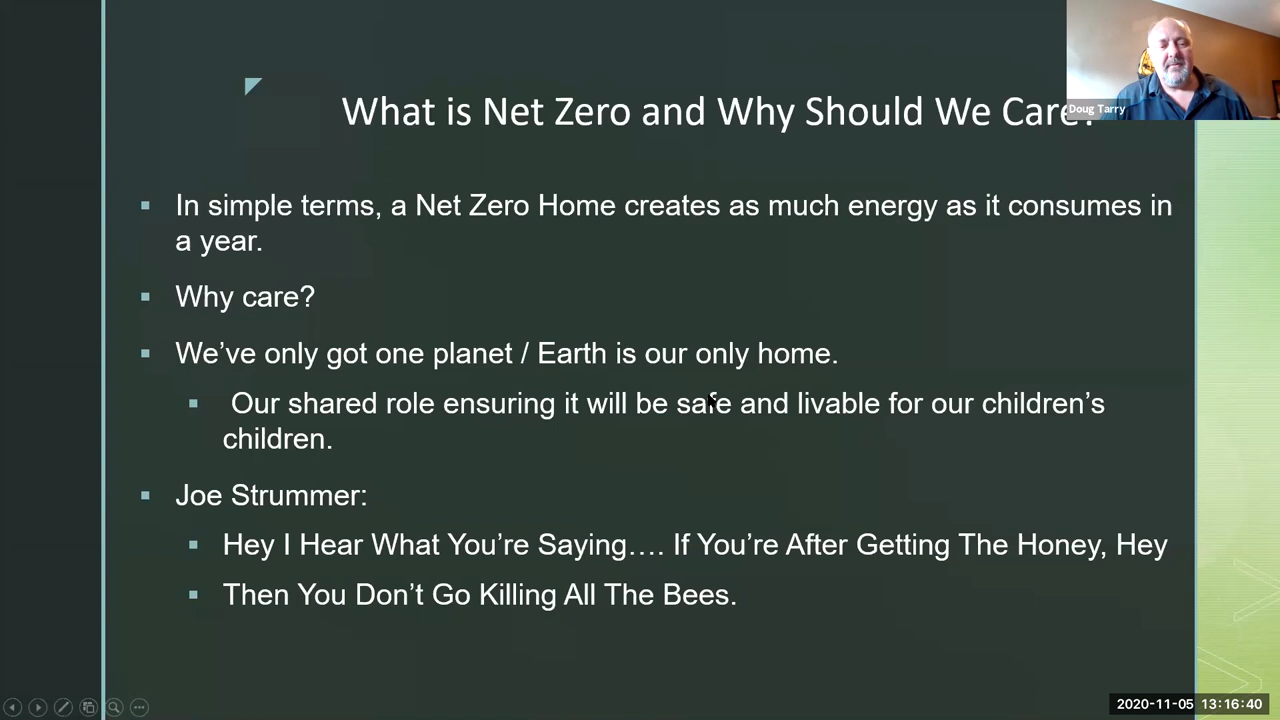 What is Net Zero and Why Should We Care?
Doug Tarry
▪ In simple terms, a Net Zero Home creates as much energy as it consumes in
a year.
▪ Why care?
▪ We’ve only got one planet / Earth is our only home.
▪ Our shared role ensuring it will be safe and livable for our children’s
children.
▪ Joe Strummer:
▪ Hey I Hear What You’re Saying…. If You’re After Getting The Honey, Hey
▪ Then You Don’t Go Killing All The Bees.
2020-11-05 13:16:40